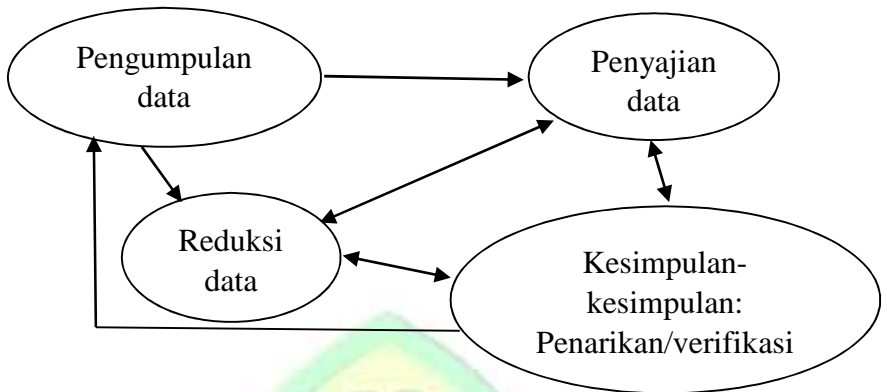 Pengumpulan
data
Penyajian
data
Reduksi
data
Kesimpulan-
kesimpulan:
Penarikan/verifikasi